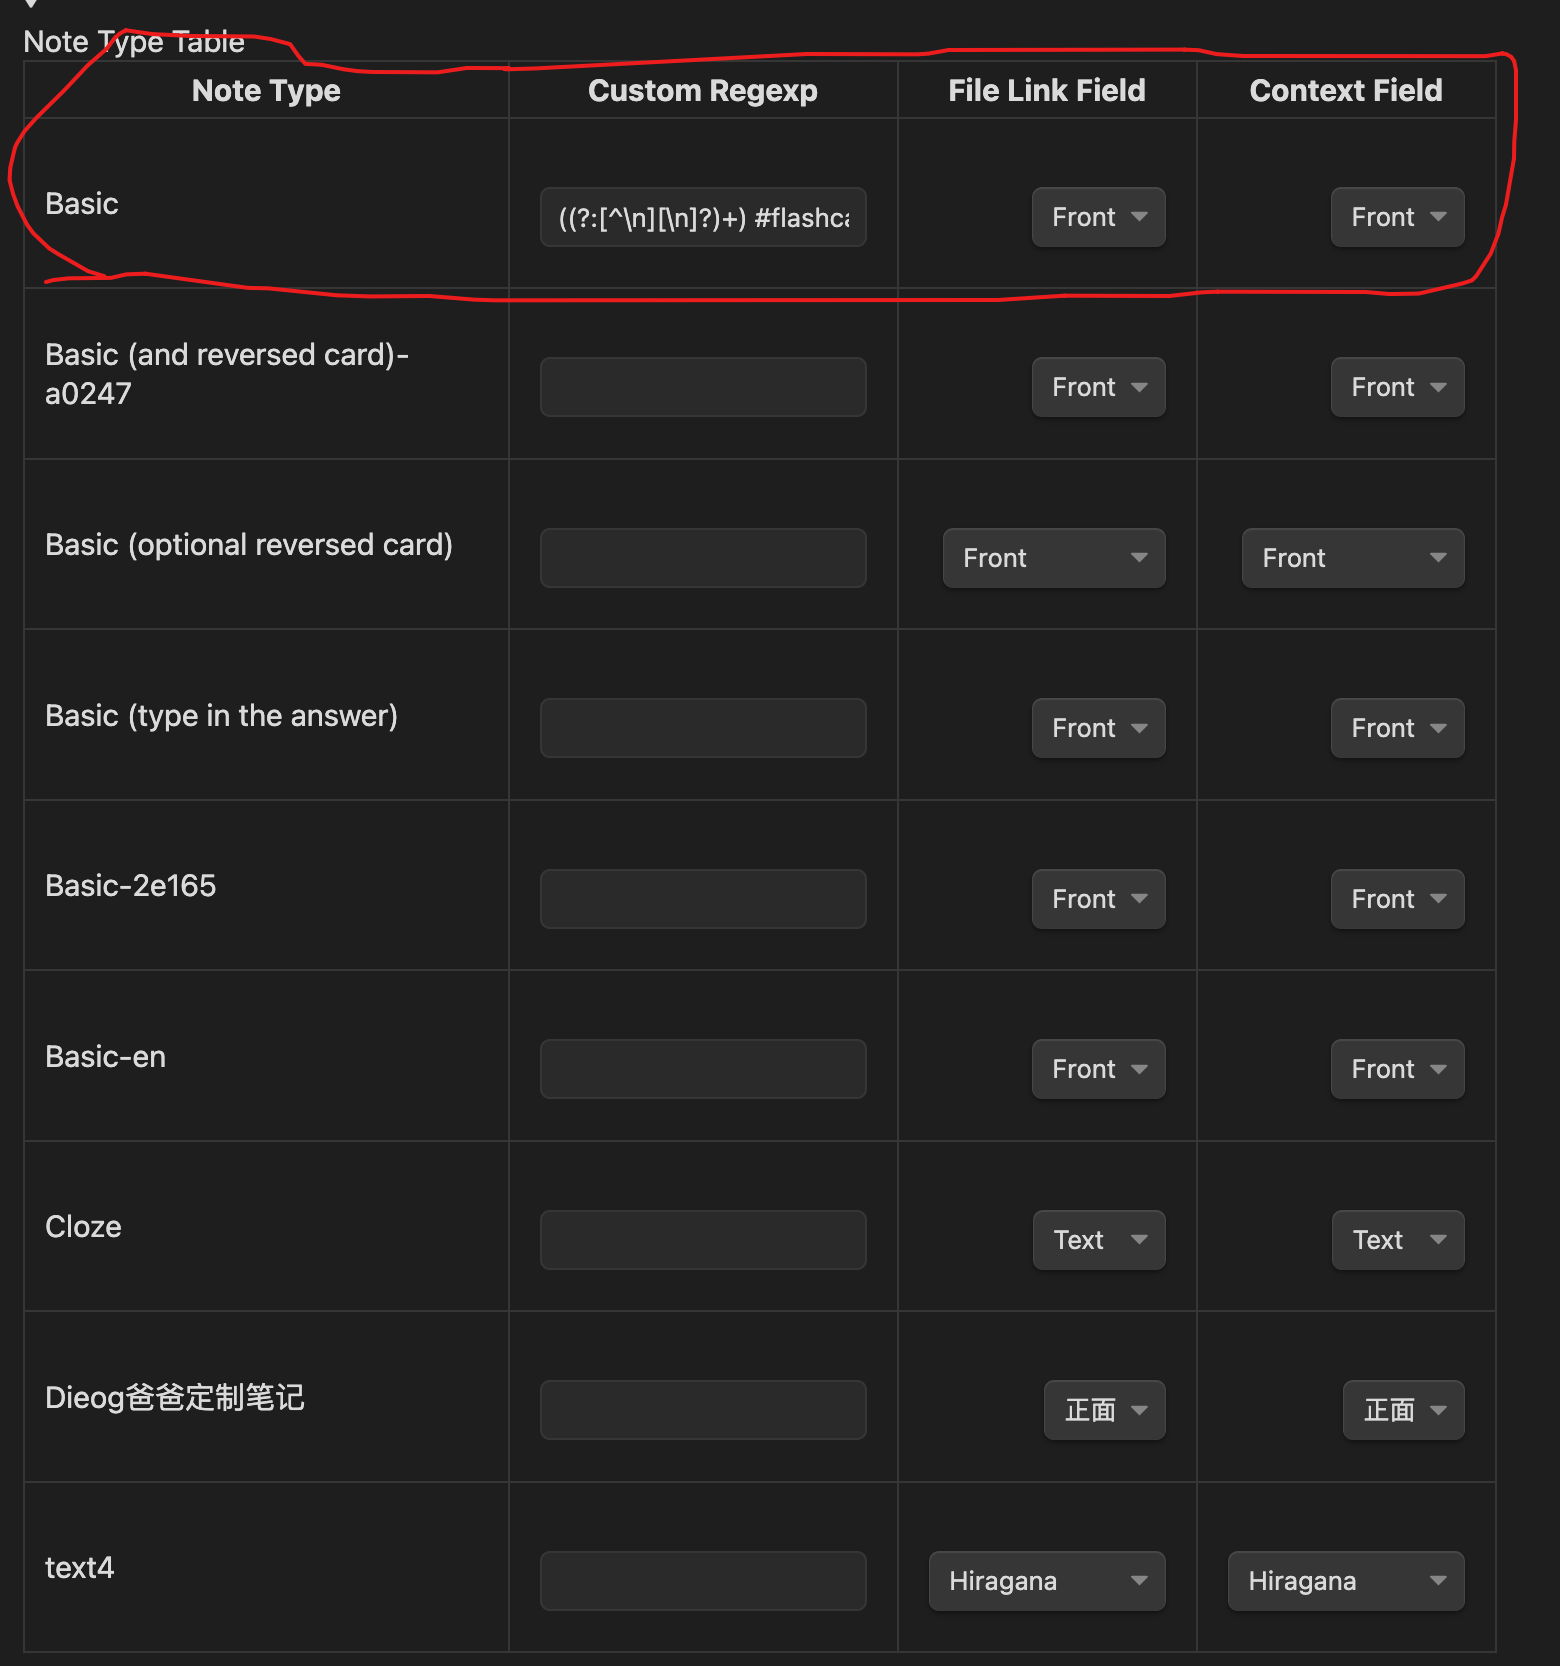 Note Type Table
Note Type Custom Regexp File Link Field Context Field
Basic ((?:[^\n][\n]?)+) #flashca Front Front
Basic (and reversed card)-
a0247 Front Front
Basic (optional reversed card) Front Front
Basic (type in the answer) Front Front
Basic-2e165 Front Front
Basic-en Front Front
Cloze Text Text
Dieog爸爸定制笔记 正面 正面
text4 Hiragana Hiragana